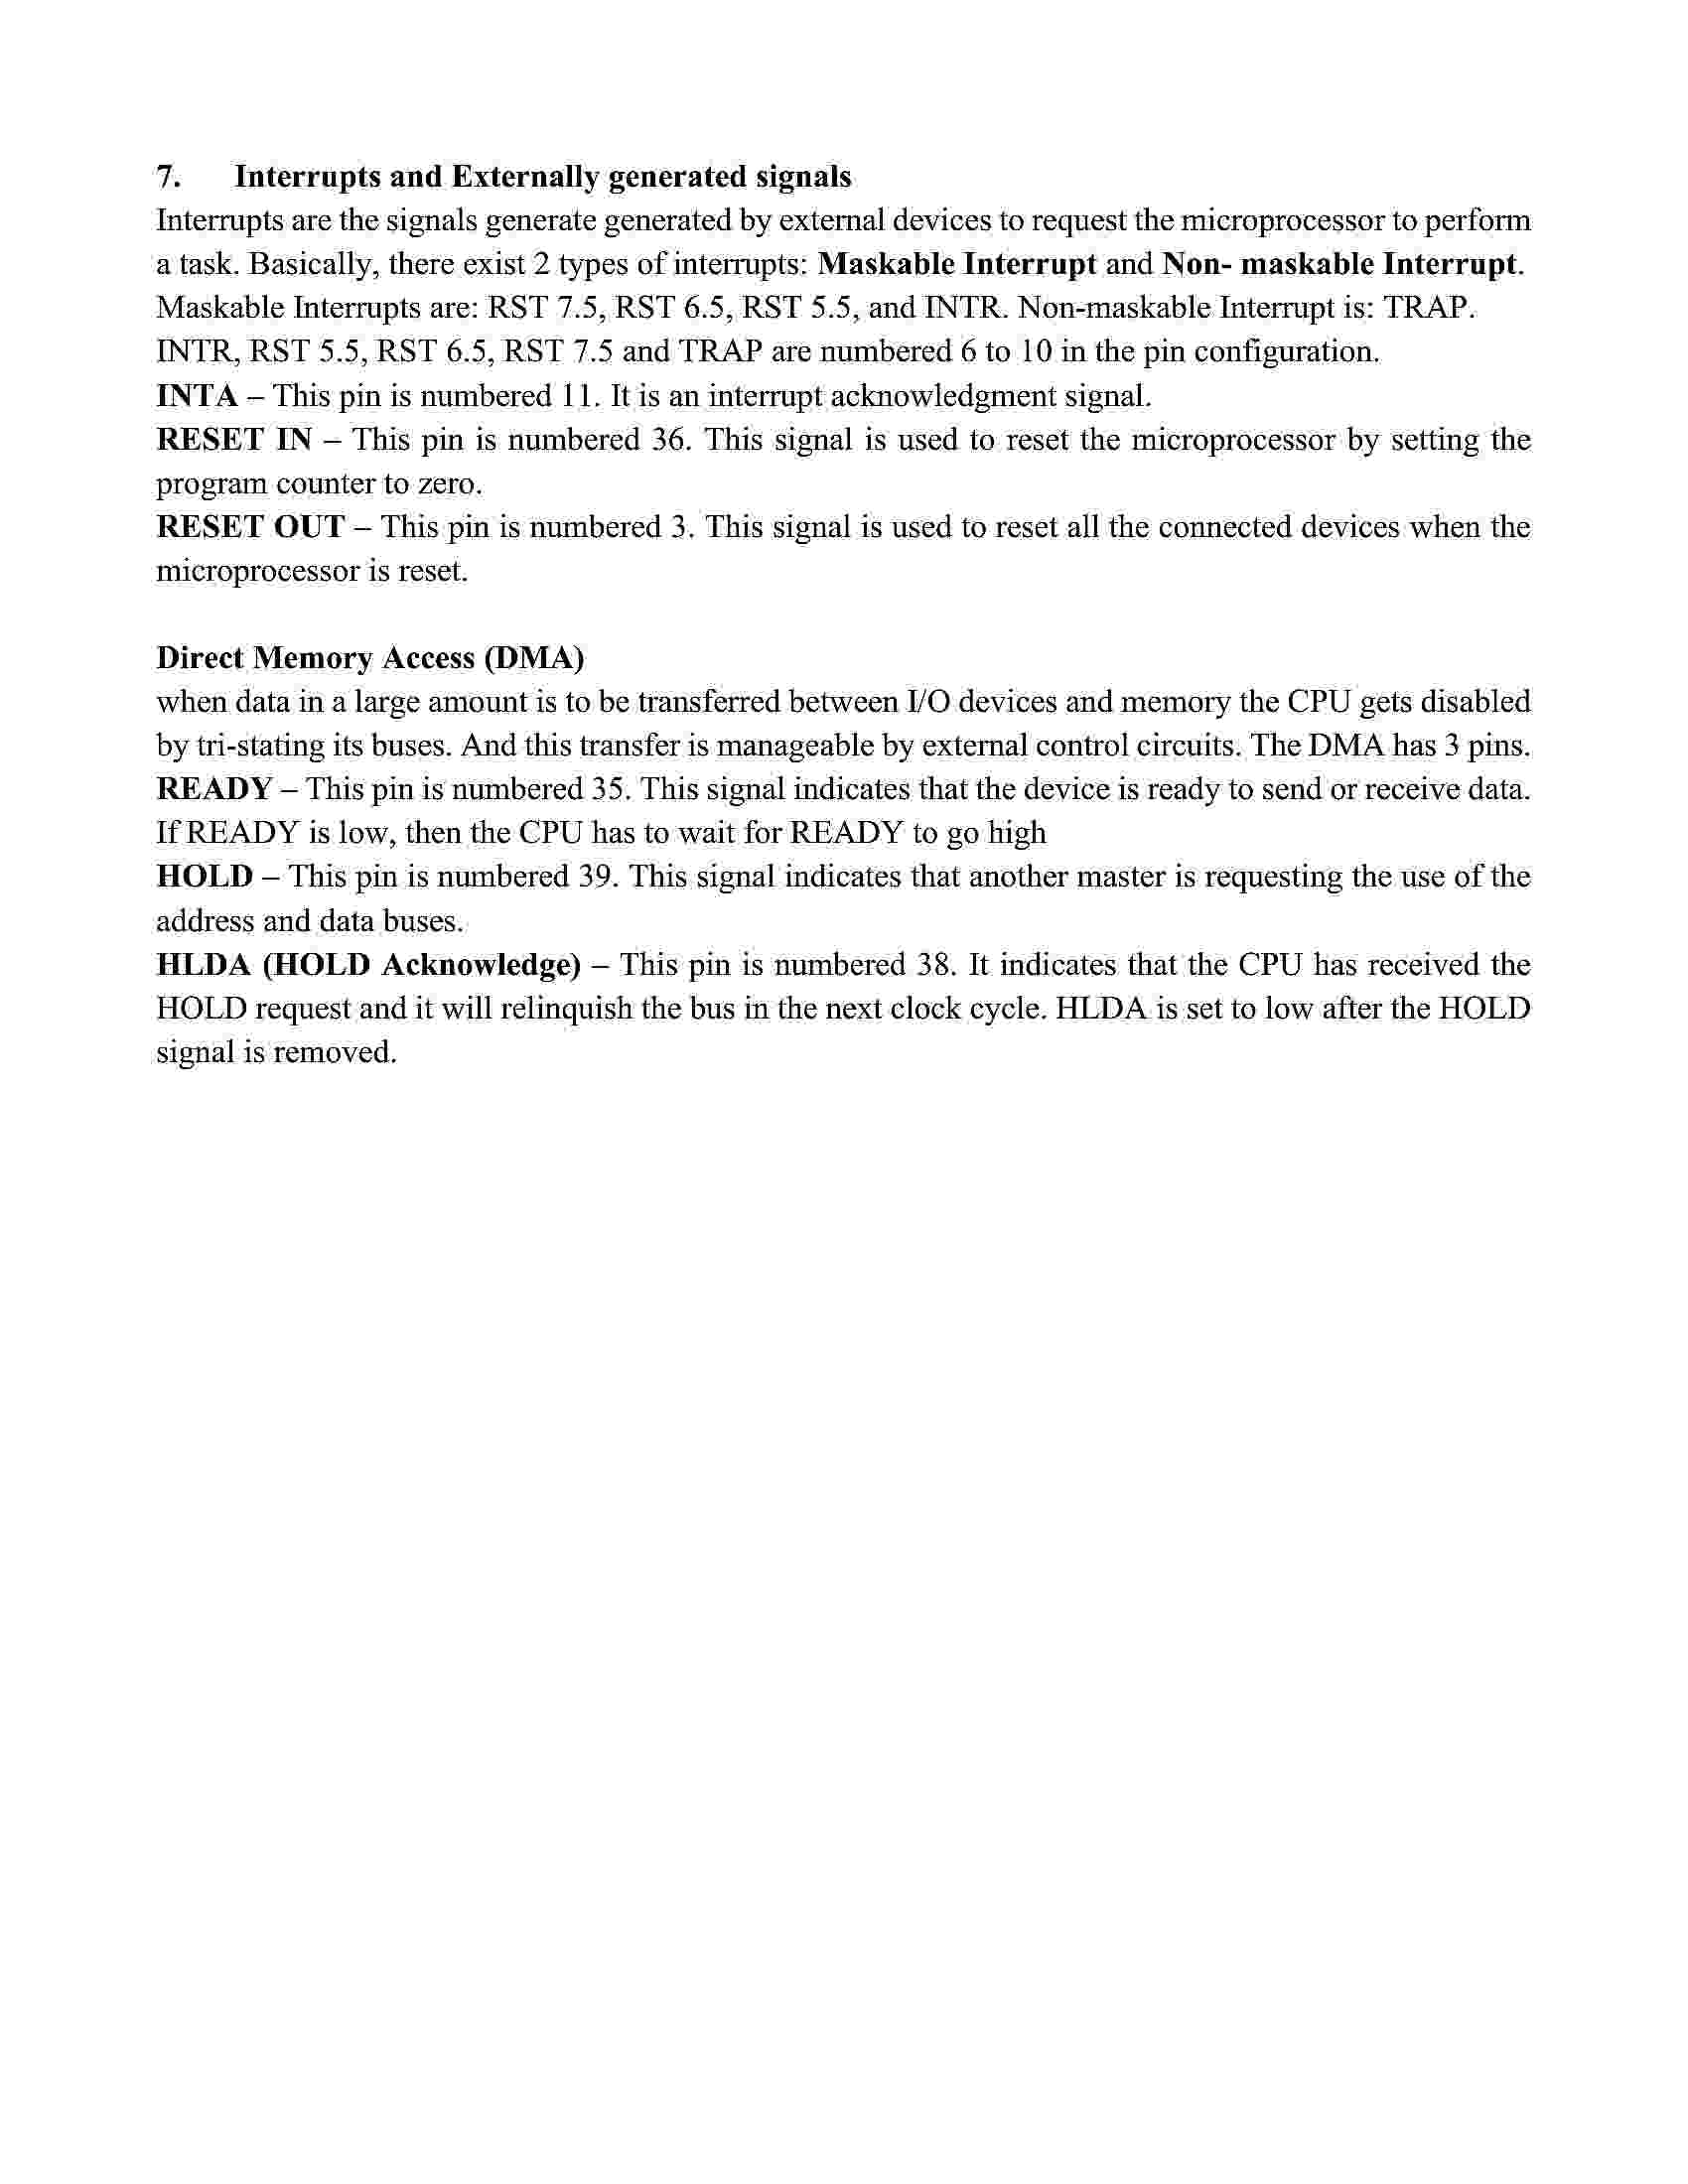 7. Interrupts and Externally generated signals
Interrupts are the signals generate generated by external devices to request the microprocessor to perform
a task. Basically, there exist 2 types of interrupts: Maskable Interrupt and Non- maskable Interrupt.
Maskable Interrupts are: RST 7.5, RST 6.5, RST 5.5, and INTR. Non-maskable Interrupt is: TRAP.
INTR, RST 5.5, RST 6.5, RST 7.5 and TRAP are numbered 6 to 10 in the pin configuration.
INTA – This pin is numbered 11. It is an interrupt acknowledgment signal.
RESET IN – This pin is numbered 36. This signal is used to reset the microprocessor by setting the
program counter to zero.
RESET OUT – This pin is numbered 3. This signal is used to reset all the connected devices when the
microprocessor is reset.
Direct Memory Access (DMA)
when data in a large amount is to be transferred between I/O devices and memory the CPU gets disabled
by tri-stating its buses. And this transfer is manageable by external control circuits. The DMA has 3 pins.
READY – This pin is numbered 35. This signal indicates that the device is ready to send or receive data.
If READY is low, then the CPU has to wait for READY to go high
HOLD – This pin is numbered 39. This signal indicates that another master is requesting the use of the
address and data buses.
HLDA (HOLD Acknowledge) – This pin is numbered 38. It indicates that the CPU has received the
HOLD request and it will relinquish the bus in the next clock cycle. HLDA is set to low after the HOLD
signal is removed.